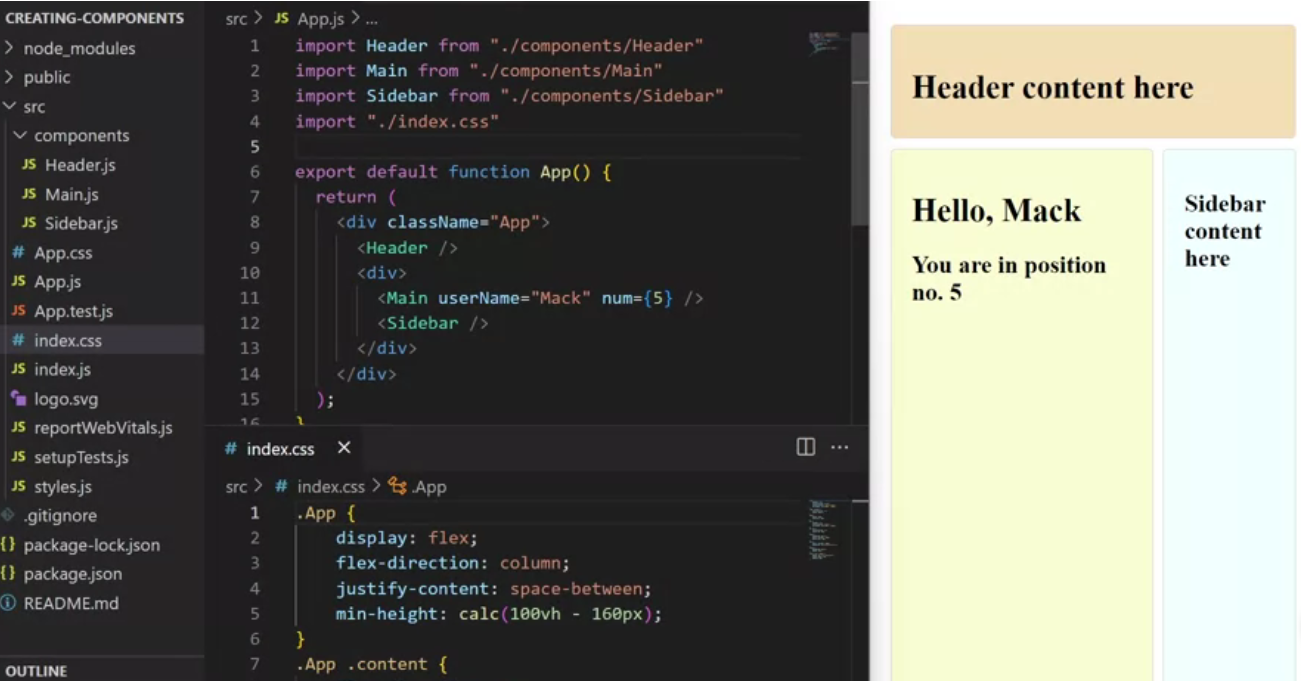 CREATING-COMPONENTS
node_modules
public
src
components
JS Header.js
JS Main.js
JS Sidebar.js
# App.css
JS App.js
JS App.test.js
# index.css
JS index.js
logo.svg
JS reportWebVitals.js
JS setupTests.js
JS styles.js
.gitignore
{} package-lock.json
{} package.json
README.md
OUTLINE
src > JS App.js > ...
1 import Header from "./components/Header"
2 import Main from "./components/Main"
3 import Sidebar from "./components/Sidebar"
4 import "./index.css"
5
6 export default function App() {
7 return (
8 <div className="App">
9 <Header />
10 <div>
11 <Main userName="Mack" num={5} />
12 <Sidebar />
13 </div>
14 </div>
15 );
16 }
# index.css ×
src > # index.css > .App
1 .App {
2 display: flex;
3 flex-direction: column;
4 justify-content: space-between;
5 min-height: calc(100vh - 160px);
6 }
7 .App .content {
Header content here
Hello, Mack
You are in position
no. 5
Sidebar
content
here